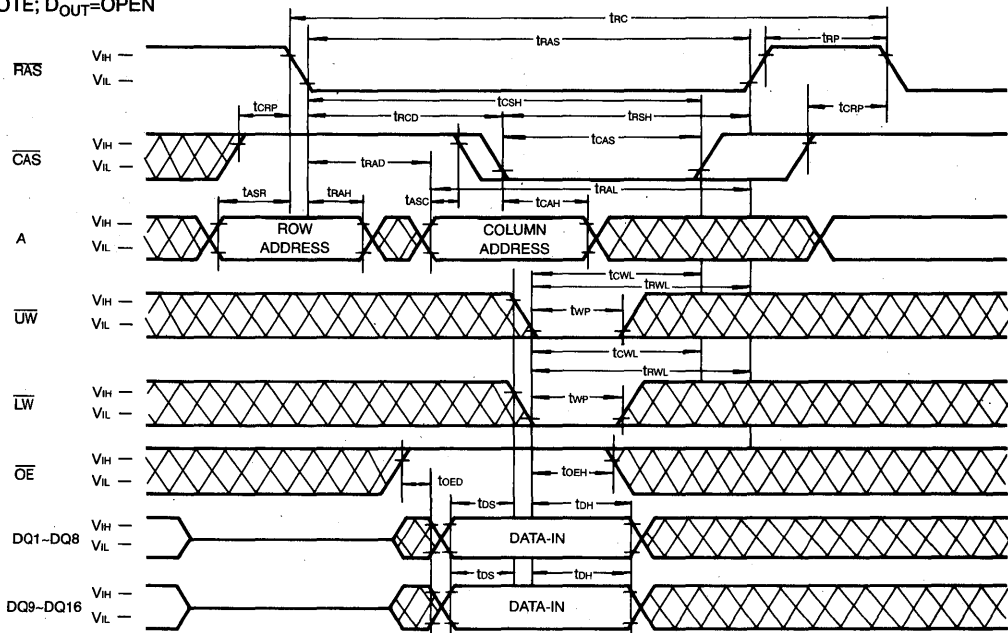 OTE; DOUT=OPEN
tRC
tRAS
tRP
RAS
VIH
VIL
tCSH
tCRP
tRCD
tRSH
tCRP
CAS
VIH
VIL
tCAS
tRAD
tRAL
tASR
tRAH
tASC
tCAH
A
VIH
VIL
ROW
ADDRESS
COLUMN
ADDRESS
tCWL
tRWL
UW
VIH
VIL
tWP
tCWL
tRWL
LW
VIH
VIL
tWP
OE
VIH
VIL
tOEH
tOED
tDS
tDH
DQ1~DQ8
VIH
VIL
DATA-IN
tDS
tDH
DQ9~DQ16
VIH
VIL
DATA-IN